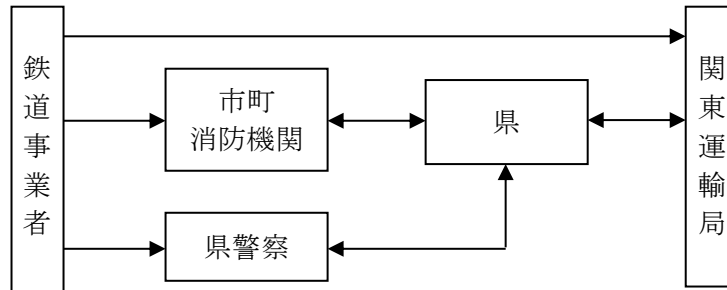 鉄道事業者
市町
消防機関
県
関東運輸局
県警察